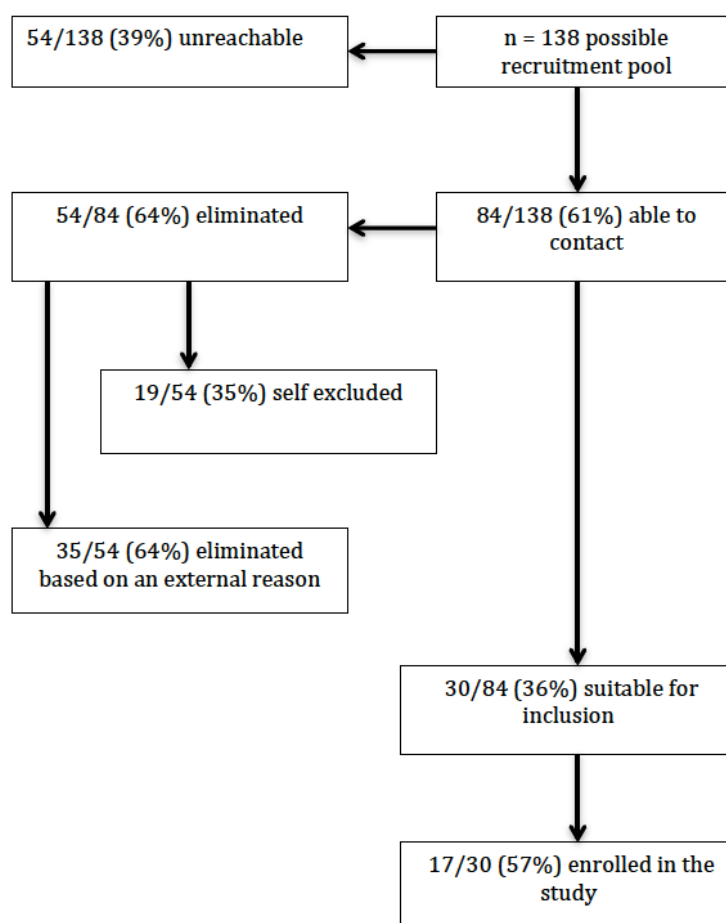 54/138 (39%) unreachable
n = 138 possible
recruitment pool
54/84 (64%) eliminated
84/138 (61%) able to
contact
19/54 (35%) self excluded
35/54 (64%) eliminated
based on an external reason
30/84 (36%) suitable for
inclusion
17/30 (57%) enrolled in the
study